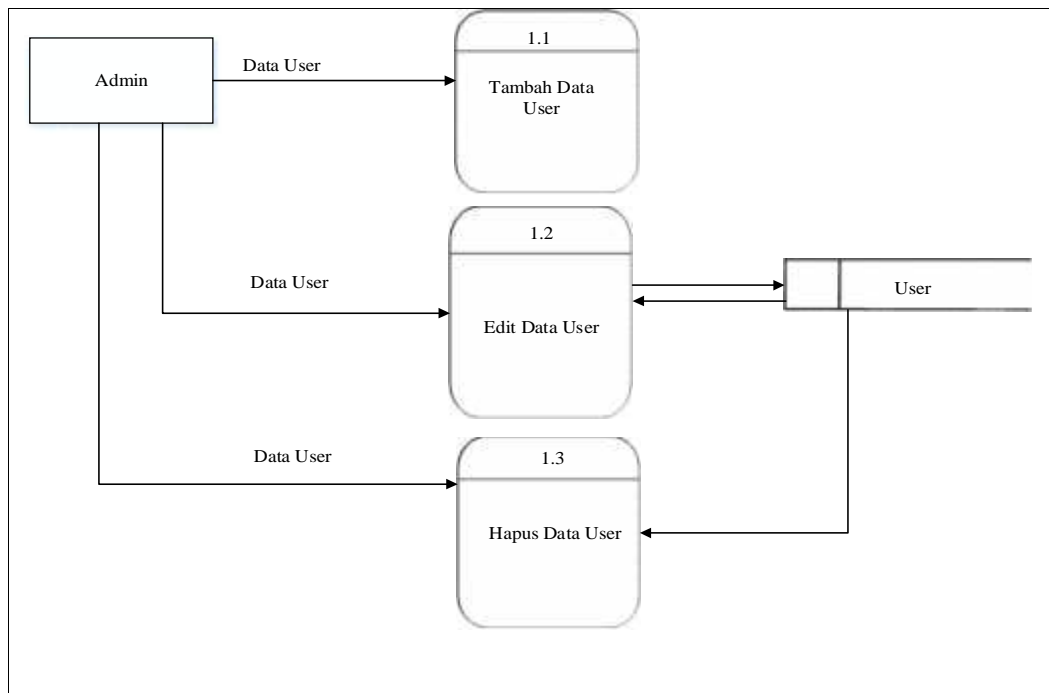 1.1
Data User
Admin
Tambah Data
User
1.2
Data User
User
Edit Data User
Data User
1.3
Hapus Data User